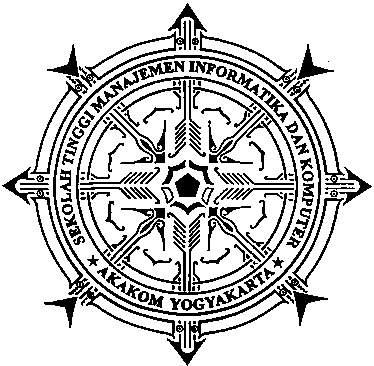 SEKOLAH TINGGI MANAJEMEN INFORMATIKA DAN KOMPUTER
★ AKAKOM YOGYAKARTA ★